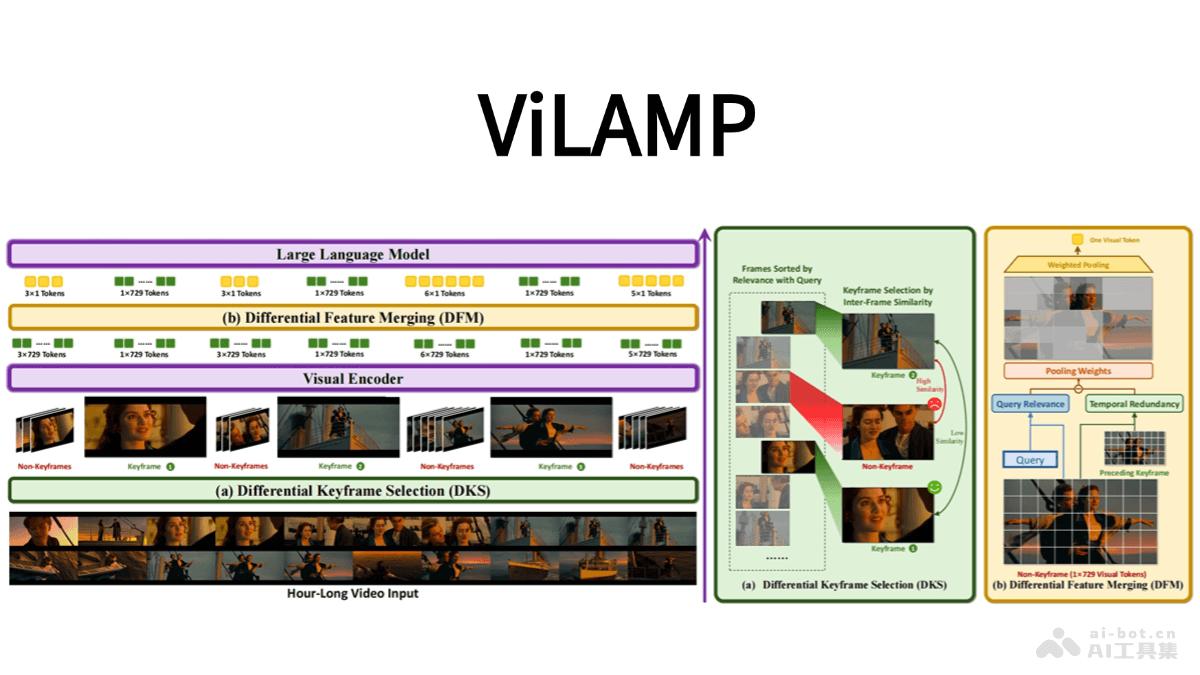 ViLAMP
Large Language Model
3×1 Tokens
1×729 Tokens
3×1 Tokens
1×729 Tokens
6×1 Tokens
1×729 Tokens
5×1 Tokens
(b) Differential Feature Merging (DFM)
3×729 Tokens
1×729 Tokens
3×729 Tokens
1×729 Tokens
6×729 Tokens
1×729 Tokens
5×729 Tokens
Visual Encoder
Non-Keyframes
Keyframe 1
Non-Keyframes
Keyframe 2
Non-Keyframes
Keyframe 3
Non-Keyframes
(a) Differential Keyframe Selection (DKS)
Hour-Long Video Input
Frames Sorted by
Relevance with Query
Keyframe Selection by
Inter-Frame Similarity
Keyframe 2
High
Similarity
Low
Similarity
Non-Keyframe
Keyframe 1
......
(a) Differential Keyframe Selection (DKS)
One Visual Token
Weighted Pooling
Pooling Weights
Query Relevance
Temporal Redundancy
Query
Preceding Keyframe
Non-Keyframe (1×729 Visual Tokens)
(b) Differential Feature Merging (DFM)
ai-bot.cn
AI工具集